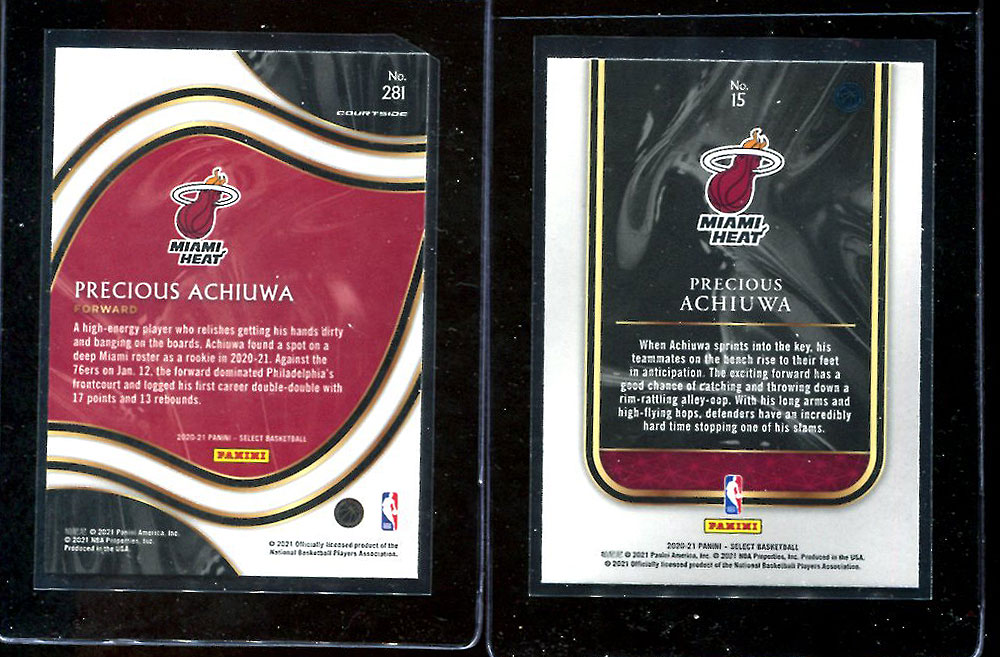 No.
281
COURTSIDE
MIAMI
HEAT
PRECIOUS ACHIUWA
FORWARD
A high-energy player who relishes getting his hands dirty
and banging on the boards, Achiuwa found a spot on a
deep Miami roster as a rookie in 2020-21. Against the
76ers on Jan. 12, the forward dominated Philadelphia's
frontcourt and logged his first career double-double with
17 points and 13 rebounds.
2020-21 PANINI - SELECT BASKETBALL
PANINI
© 2021 Panini America, Inc.
© 2021 NBA Properties, Inc.
Produced in the USA.
© 2021 Officially licensed product of the
National Basketball Players Association.
No.
15
MIAMI
HEAT
PRECIOUS
ACHIUWA
When Achiuwa sprints into the key, his
teammates on the bench rise to their feet
in anticipation. The exciting forward has a
good chance of catching and throwing down a
rim-rattling alley-oop. With his long arms and
high-flying hops, defenders have an incredibly
hard time stopping one of his slams.
PANINI
2020-21 PANINI - SELECT BASKETBALL
© 2021 Panini America, Inc. © 2021 NBA Properties, Inc. Produced in the USA.
© 2021 Officially licensed product of the National Basketball Players Association.